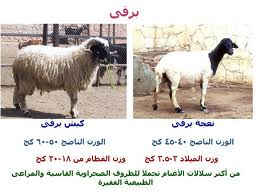 برقي
كبش برقي
نعجة برقي
الوزن الناضج ٥٠-٦٠ كج
الوزن الناضج ٤٠-٤٥ كج
وزن الميلاد ٢-٣.٥ كج
وزن الفطام من ١٨-٢٠ كج
من أكثر سلالات الأغنام تحملاً للظروف الصحراوية القاسية والمراعي
الطبيعية الفقيرة